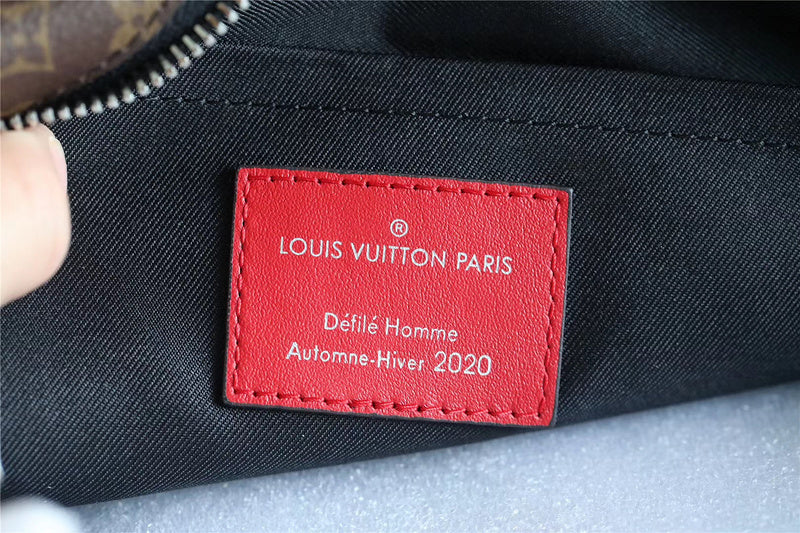 ®
LOUIS VUITTON PARIS
Défilé Homme
Automne-Hiver 2020